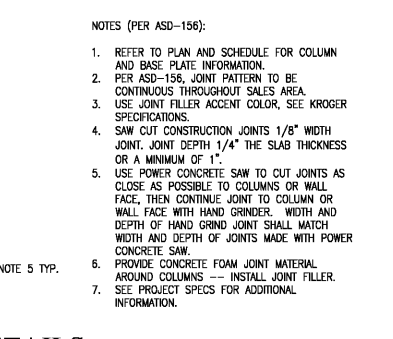 NOTES (PER ASD-156):
1. REFER TO PLAN AND SCHEDULE FOR COLUMN
AND BASE PLATE INFORMATION.
2. PER ASD-156, JOINT PATTERN TO BE
CONTINUOUS THROUGHOUT SALES AREA.
3. USE JOINT FILLER ACCENT COLOR, SEE KROGER
SPECIFICATIONS.
4. SAW CUT CONSTRUCTION JOINTS 1/8" WIDTH
JOINT. JOINT DEPTH 1/4" THE SLAB THICKNESS
OR A MINIMUM OF 1".
5. USE POWER CONCRETE SAW TO CUT JOINTS AS
CLOSE AS POSSIBLE TO COLUMNS OR WALL
FACE, THEN CONTINUE JOINT TO COLUMN OR
WALL FACE WITH HAND GRINDER. WIDTH AND
DEPTH OF HAND GRIND JOINT SHALL MATCH
WIDTH AND DEPTH OF JOINTS MADE WITH POWER
CONCRETE SAW.
NOTE 5 TYP.
6. PROVIDE CONCRETE FOAM JOINT MATERIAL
AROUND COLUMNS -- INSTALL JOINT FILLER.
7. SEE PROJECT SPECS FOR ADDITIONAL
INFORMATION.